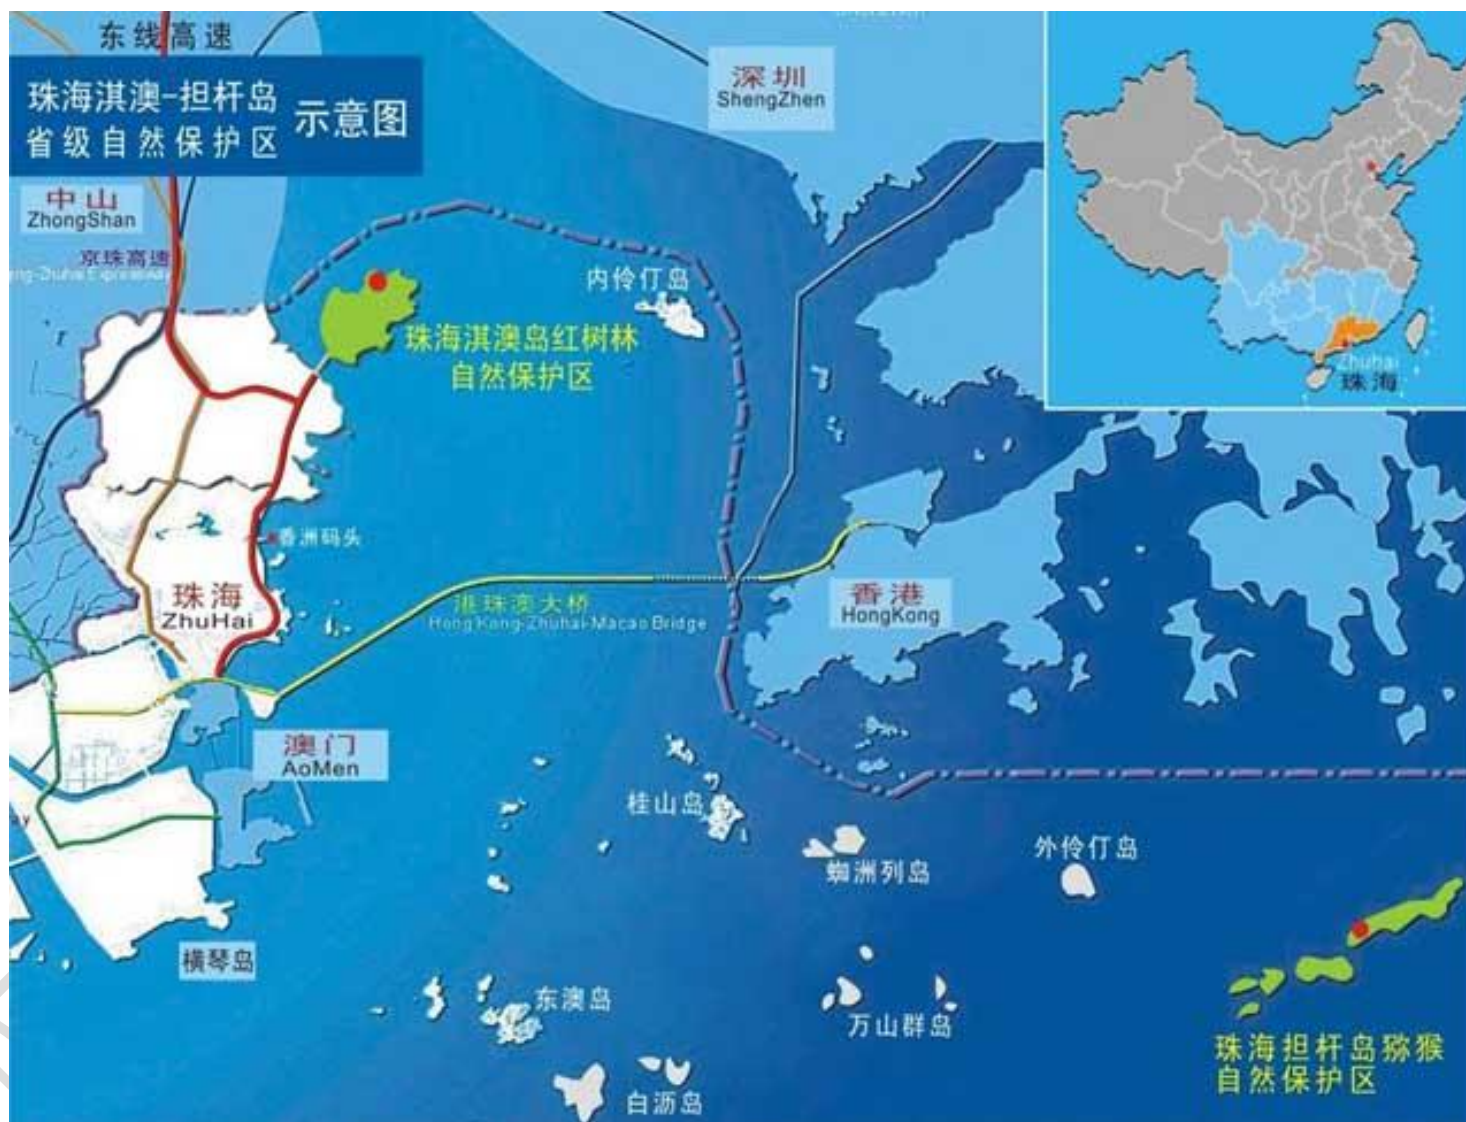 东线高速
珠海淇澳-担杆岛
省级自然保护区
示意图
深圳
ShengZhen
中山
ZhongShan
京珠高速
内伶仃岛
珠海淇澳岛红树林
自然保护区
Zhuhai
珠海
香洲码头
珠海
ZhuHai
港珠澳大桥
Hong Kong-Zhuhai-Macao Bridge
香港
HongKong
澳门
AoMen
桂山岛
蜘洲列岛
外伶仃岛
横琴岛
东澳岛
万山群岛
白沥岛
珠海担杆岛猕猴
自然保护区